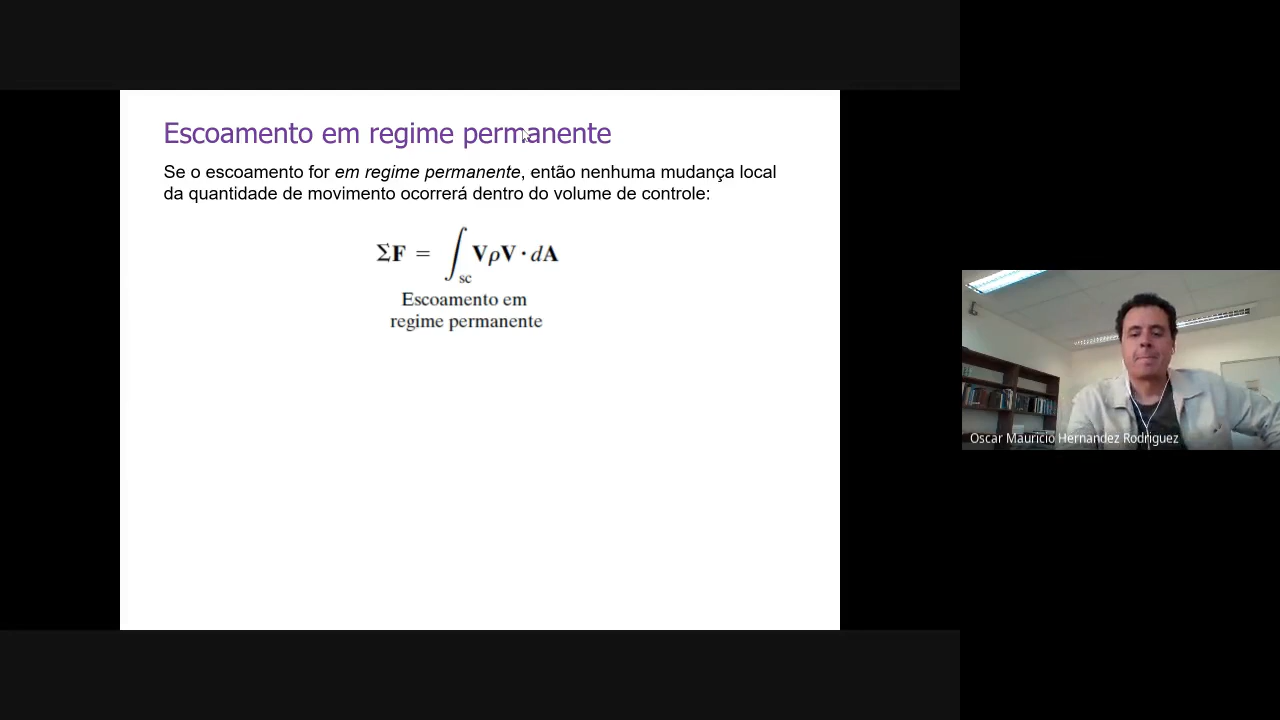 Escoamento em regime permanente
Se o escoamento for em regime permanente, então nenhuma mudança local
da quantidade de movimento ocorrerá dentro do volume de controle:
ΣF = ∫sc VρV · dA
Escoamento em
regime permanente
Oscar Mauricio Hernandez Rodriguez